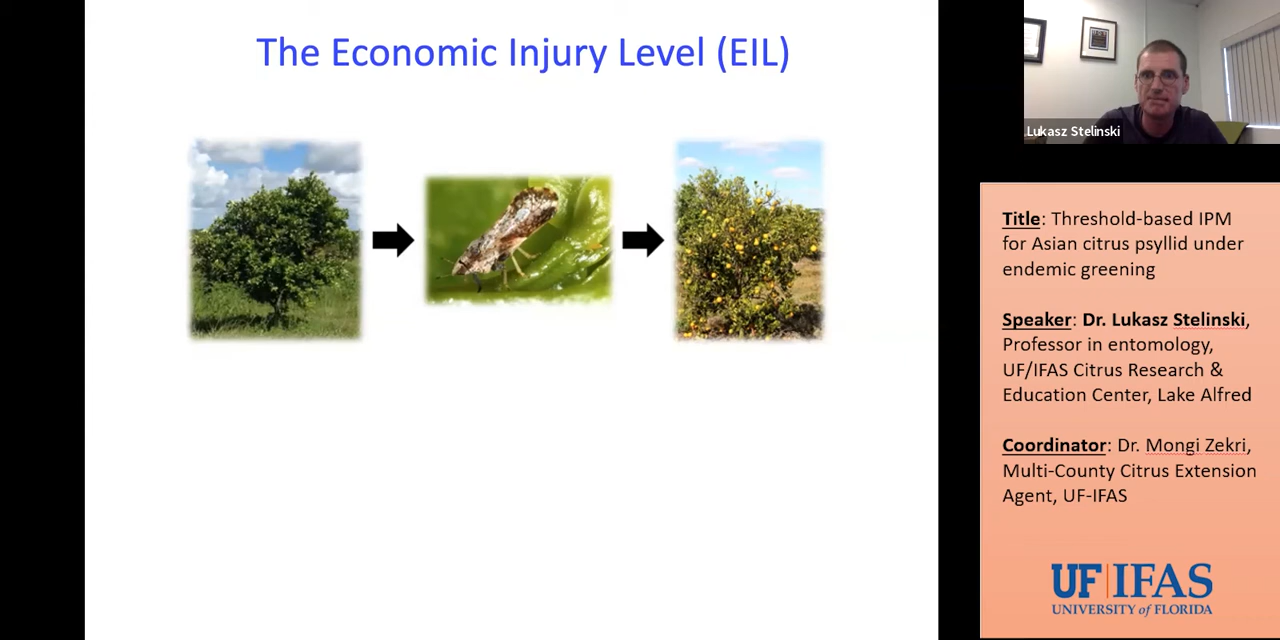 The Economic Injury Level (EIL)
Lukasz Stelinski
Title: Threshold-based IPM
for Asian citrus psyllid under
endemic greening
Speaker: Dr. Lukasz Stelinski,
Professor in entomology,
UF/IFAS Citrus Research &
Education Center, Lake Alfred
Coordinator: Dr. Mongi Zekri,
Multi-County Citrus Extension
Agent, UF-IFAS
UF|IFAS
UNIVERSITY of FLORIDA